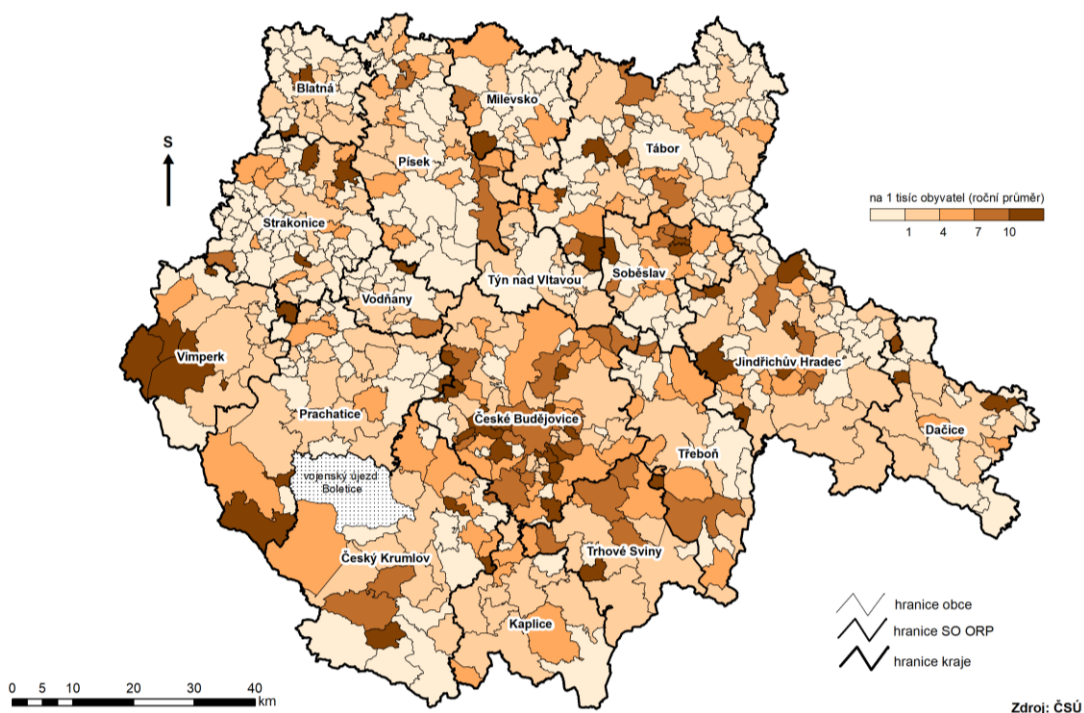 Blatná
Milevsko
S
Písek
Tábor
na 1 tisíc obyvatel (roční průměr)
1 4 7 10
Strakonice
Týn nad Vltavou
Soběslav
Vodňany
Vimperk
Jindřichův Hradec
Prachatice
České Budějovice
Dačice
Třeboň
vojenský újezd
Boletice
Český Krumlov
Trhové Sviny
Kaplice
hranice obce
hranice SO ORP
hranice kraje
0 5 10 20 30 40
km
Zdroj: ČSÚ